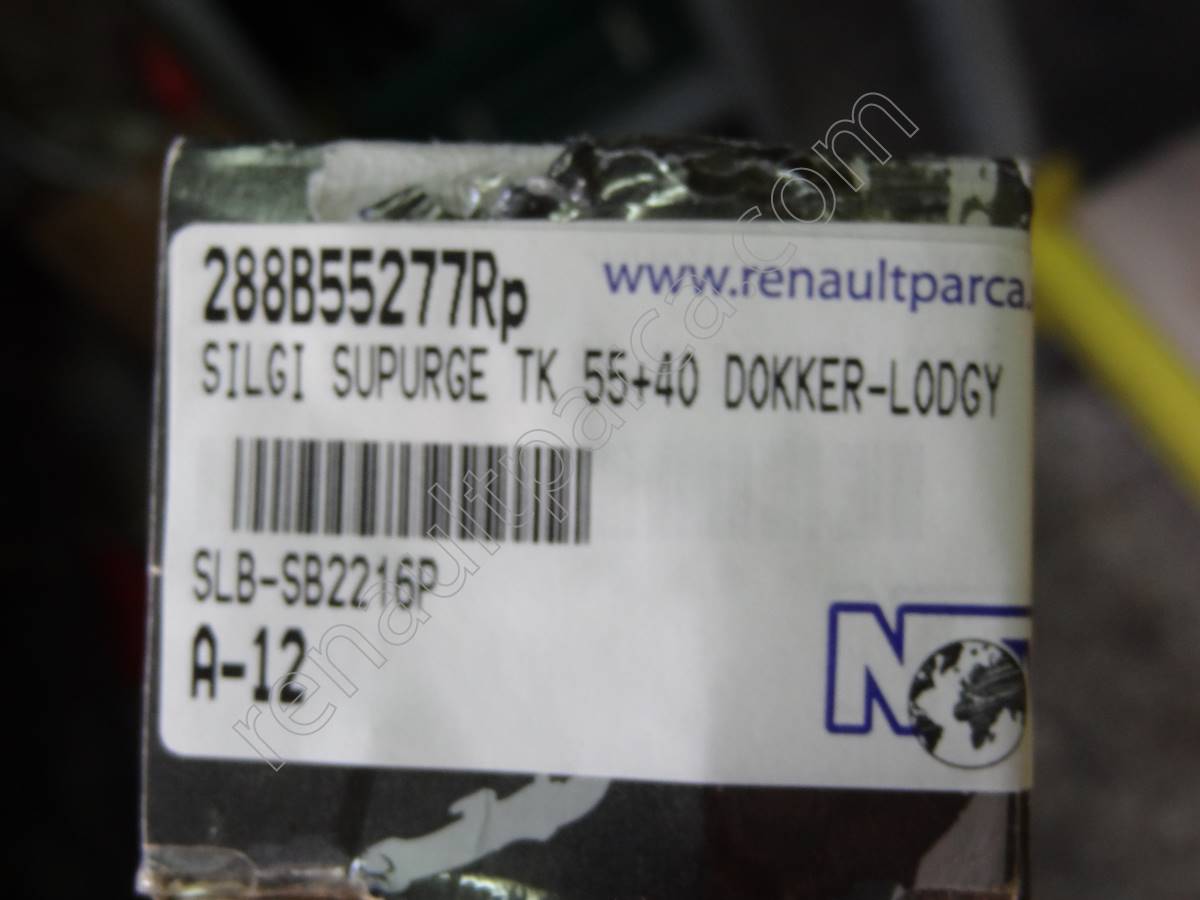 288B55277Rp
www.renaultparca.
SILGI SUPURGE TK 55+40 DOKKER-LODGY
SLB-SB2216P
A-12
renaultparca.com